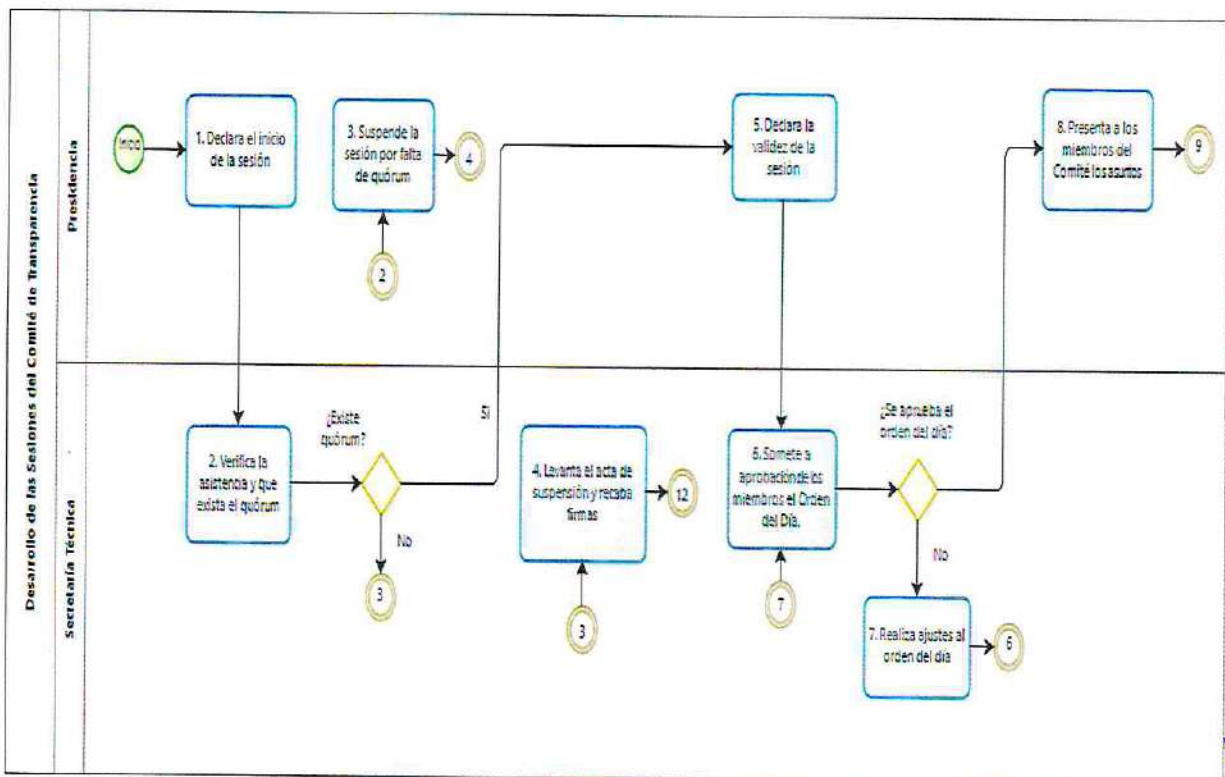 Desarrollo de las Sesiones del Comité de Transparencia
Presidencia
Inicio
1. Declara el inicio
de la sesión
3. Suspende la
sesión por falta
de quórum
4
2
5. Declara la
validez de la
sesión
8. Presenta a los
miembros del
Comité los asuntos
9
Secretaría Técnica
2. Verifica la
asistencia y que
exista el quórum
¿Existe
quórum?
Si
No
3
4. Levanta el acta de
suspensión y recaba
firmas
12
3
6. Somete a
aprobación de los
miembros el Orden
del Día.
7
¿Se aprueba el
orden del día?
No
7. Realiza ajustes al
orden del día
6